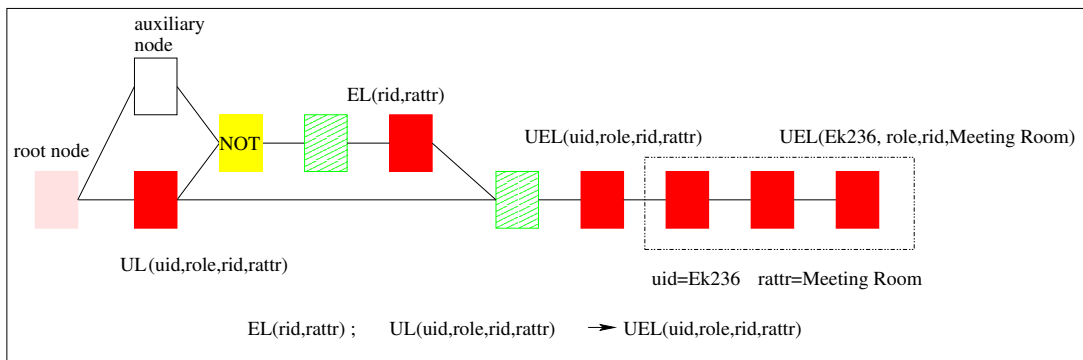 auxiliary
node
EL(rid,rattr)
NOT
UEL(uid,role,rid,rattr)
UEL(Ek236, role,rid,Meeting Room)
root node
UL(uid,role,rid,rattr)
uid=Ek236 rattr=Meeting Room
EL(rid,rattr) ; UL(uid,role,rid,rattr) → UEL(uid,role,rid,rattr)